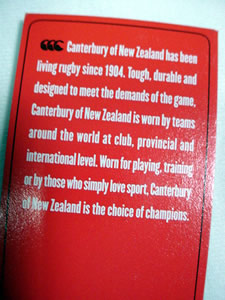 Canterbury of New Zealand has been
living rugby since 1904. Tough, durable and
designed to meet the demands of the game,
Canterbury of New Zealand is worn by teams
around the world at club, provincial and
international level. Worn for playing, training
or by those who simply love sport, Canterbury
of New Zealand is the choice of champions.